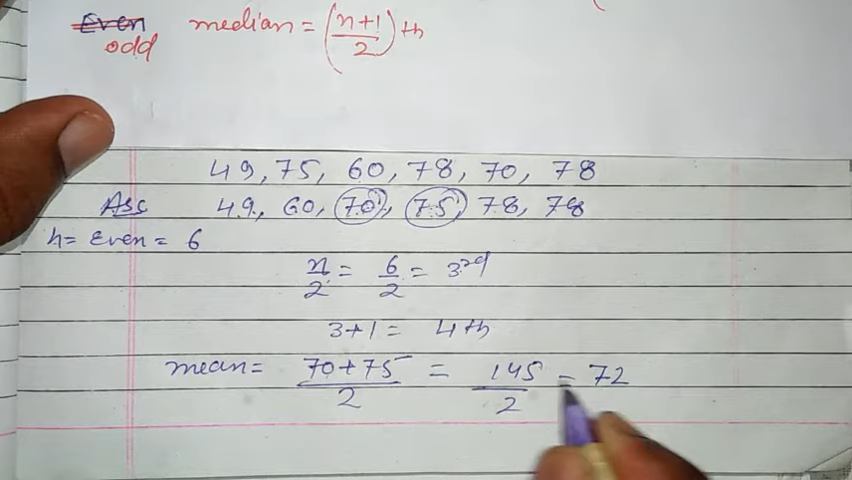 Even
odd median = (n+1/2)th
49, 75, 60, 78, 70, 78
Asc 49, 60, 70, 75, 78, 78
n = Even = 6
n/2 = 6/2 = 3rd
3+1 = 4th
mean = 70+75/2 = 145/2 = 72